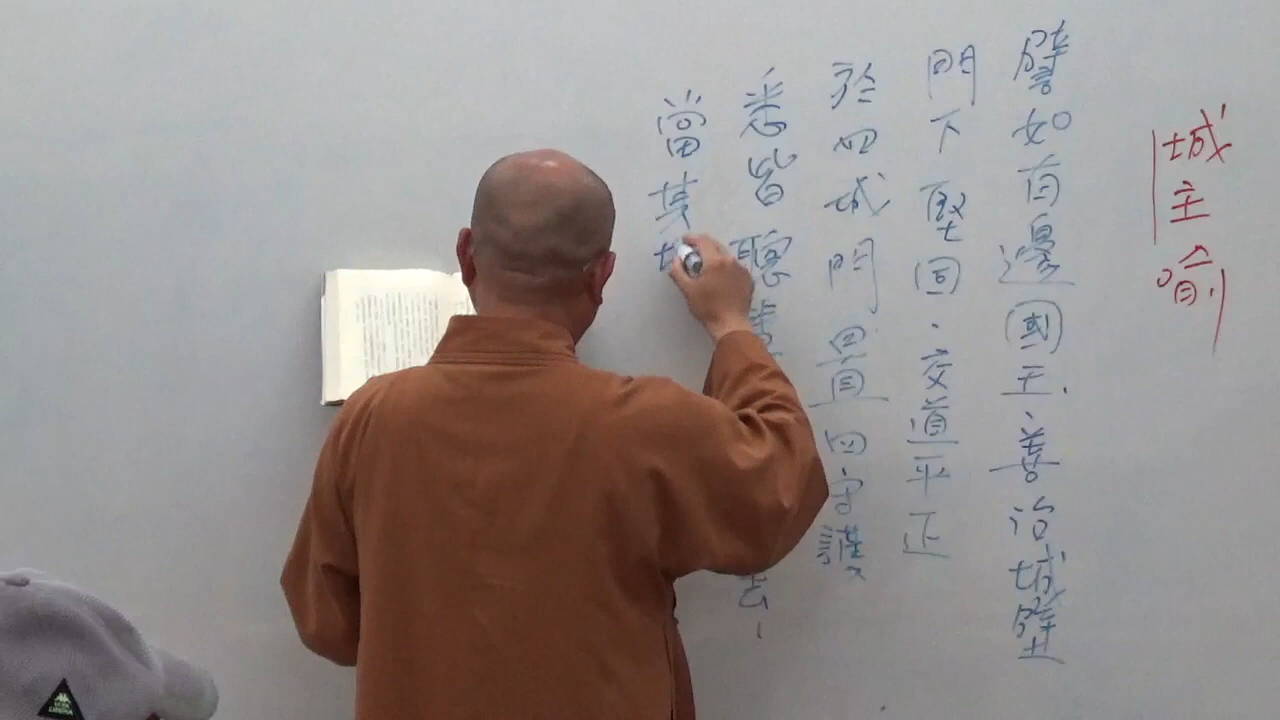 城主喻
譬如有邊國王、善治城壁
門下堅固、交道平正
於四城門置四守護
悉皆聰去、
當其